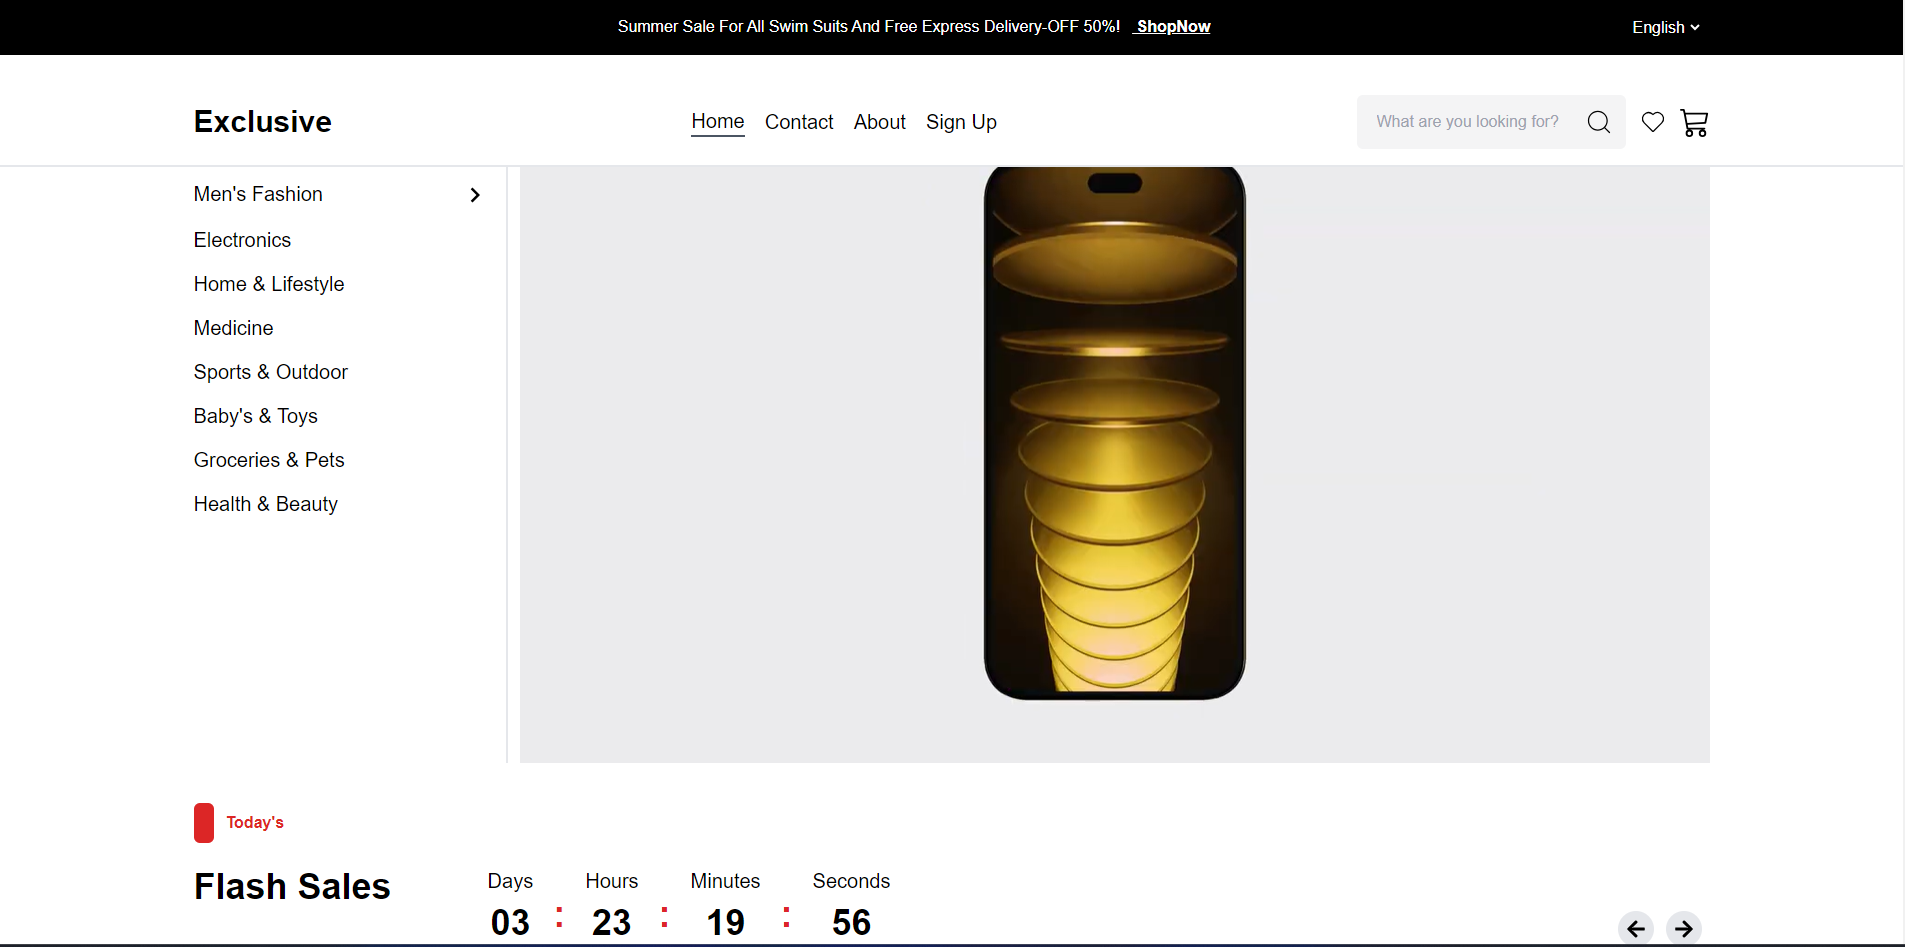 Summer Sale For All Swim Suits And Free Express Delivery-OFF 50%! ShopNow
English
Exclusive
Home Contact About Sign Up
What are you looking for?
Men's Fashion
Electronics
Home & Lifestyle
Medicine
Sports & Outdoor
Baby's & Toys
Groceries & Pets
Health & Beauty
Today's
Flash Sales
Days Hours Minutes Seconds
03 : 23 : 19 : 56